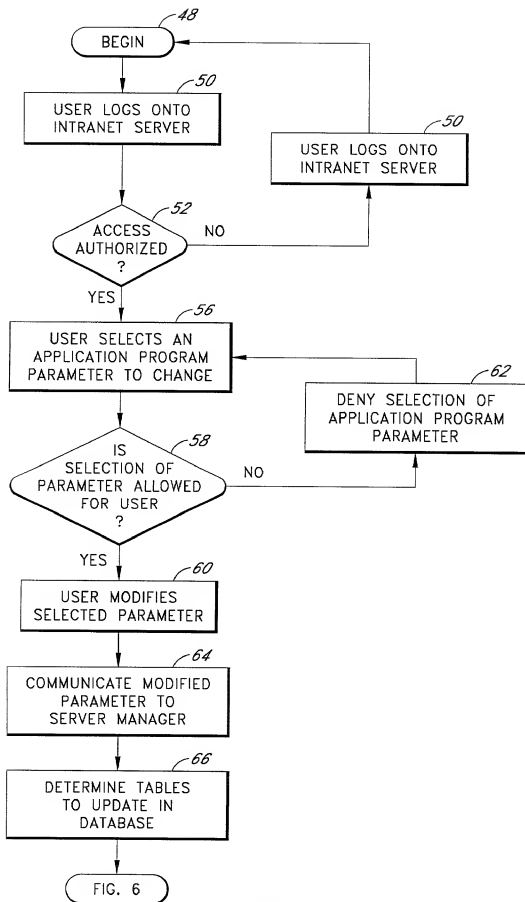 48
BEGIN
50
USER LOGS ONTO
INTRANET SERVER
50
USER LOGS ONTO
INTRANET SERVER
52
ACCESS
AUTHORIZED
?
NO
YES
56
USER SELECTS AN
APPLICATION PROGRAM
PARAMETER TO CHANGE
62
DENY SELECTION OF
APPLICATION PROGRAM
PARAMETER
58
IS
SELECTION OF
PARAMETER ALLOWED
FOR USER
?
NO
YES
60
USER MODIFIES
SELECTED PARAMETER
64
COMMUNICATE MODIFIED
PARAMETER TO
SERVER MANAGER
66
DETERMINE TABLES
TO UPDATE IN
DATABASE
FIG. 6